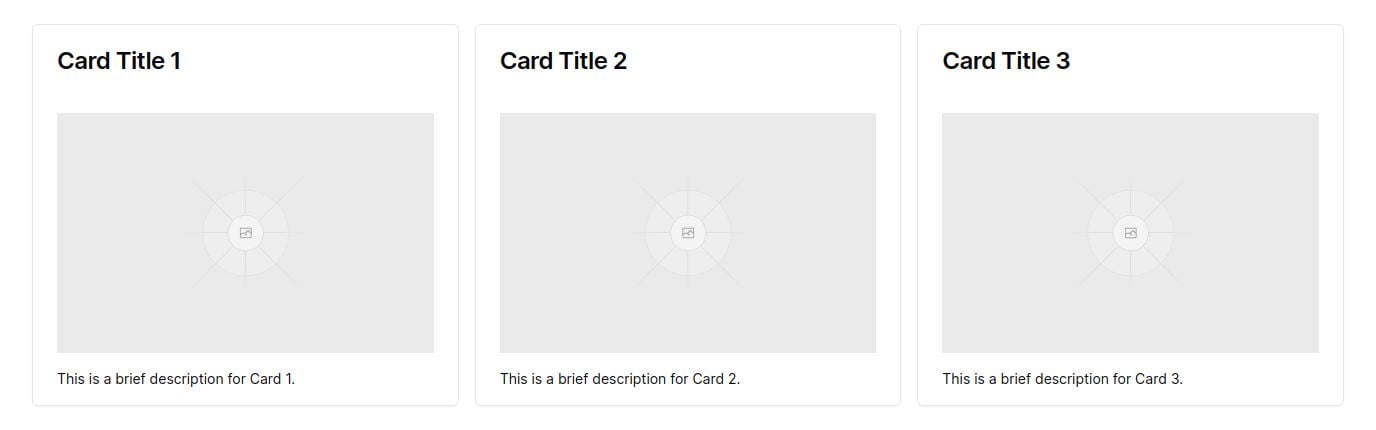 Card Title 1
This is a brief description for Card 1.
Card Title 2
This is a brief description for Card 2.
Card Title 3
This is a brief description for Card 3.